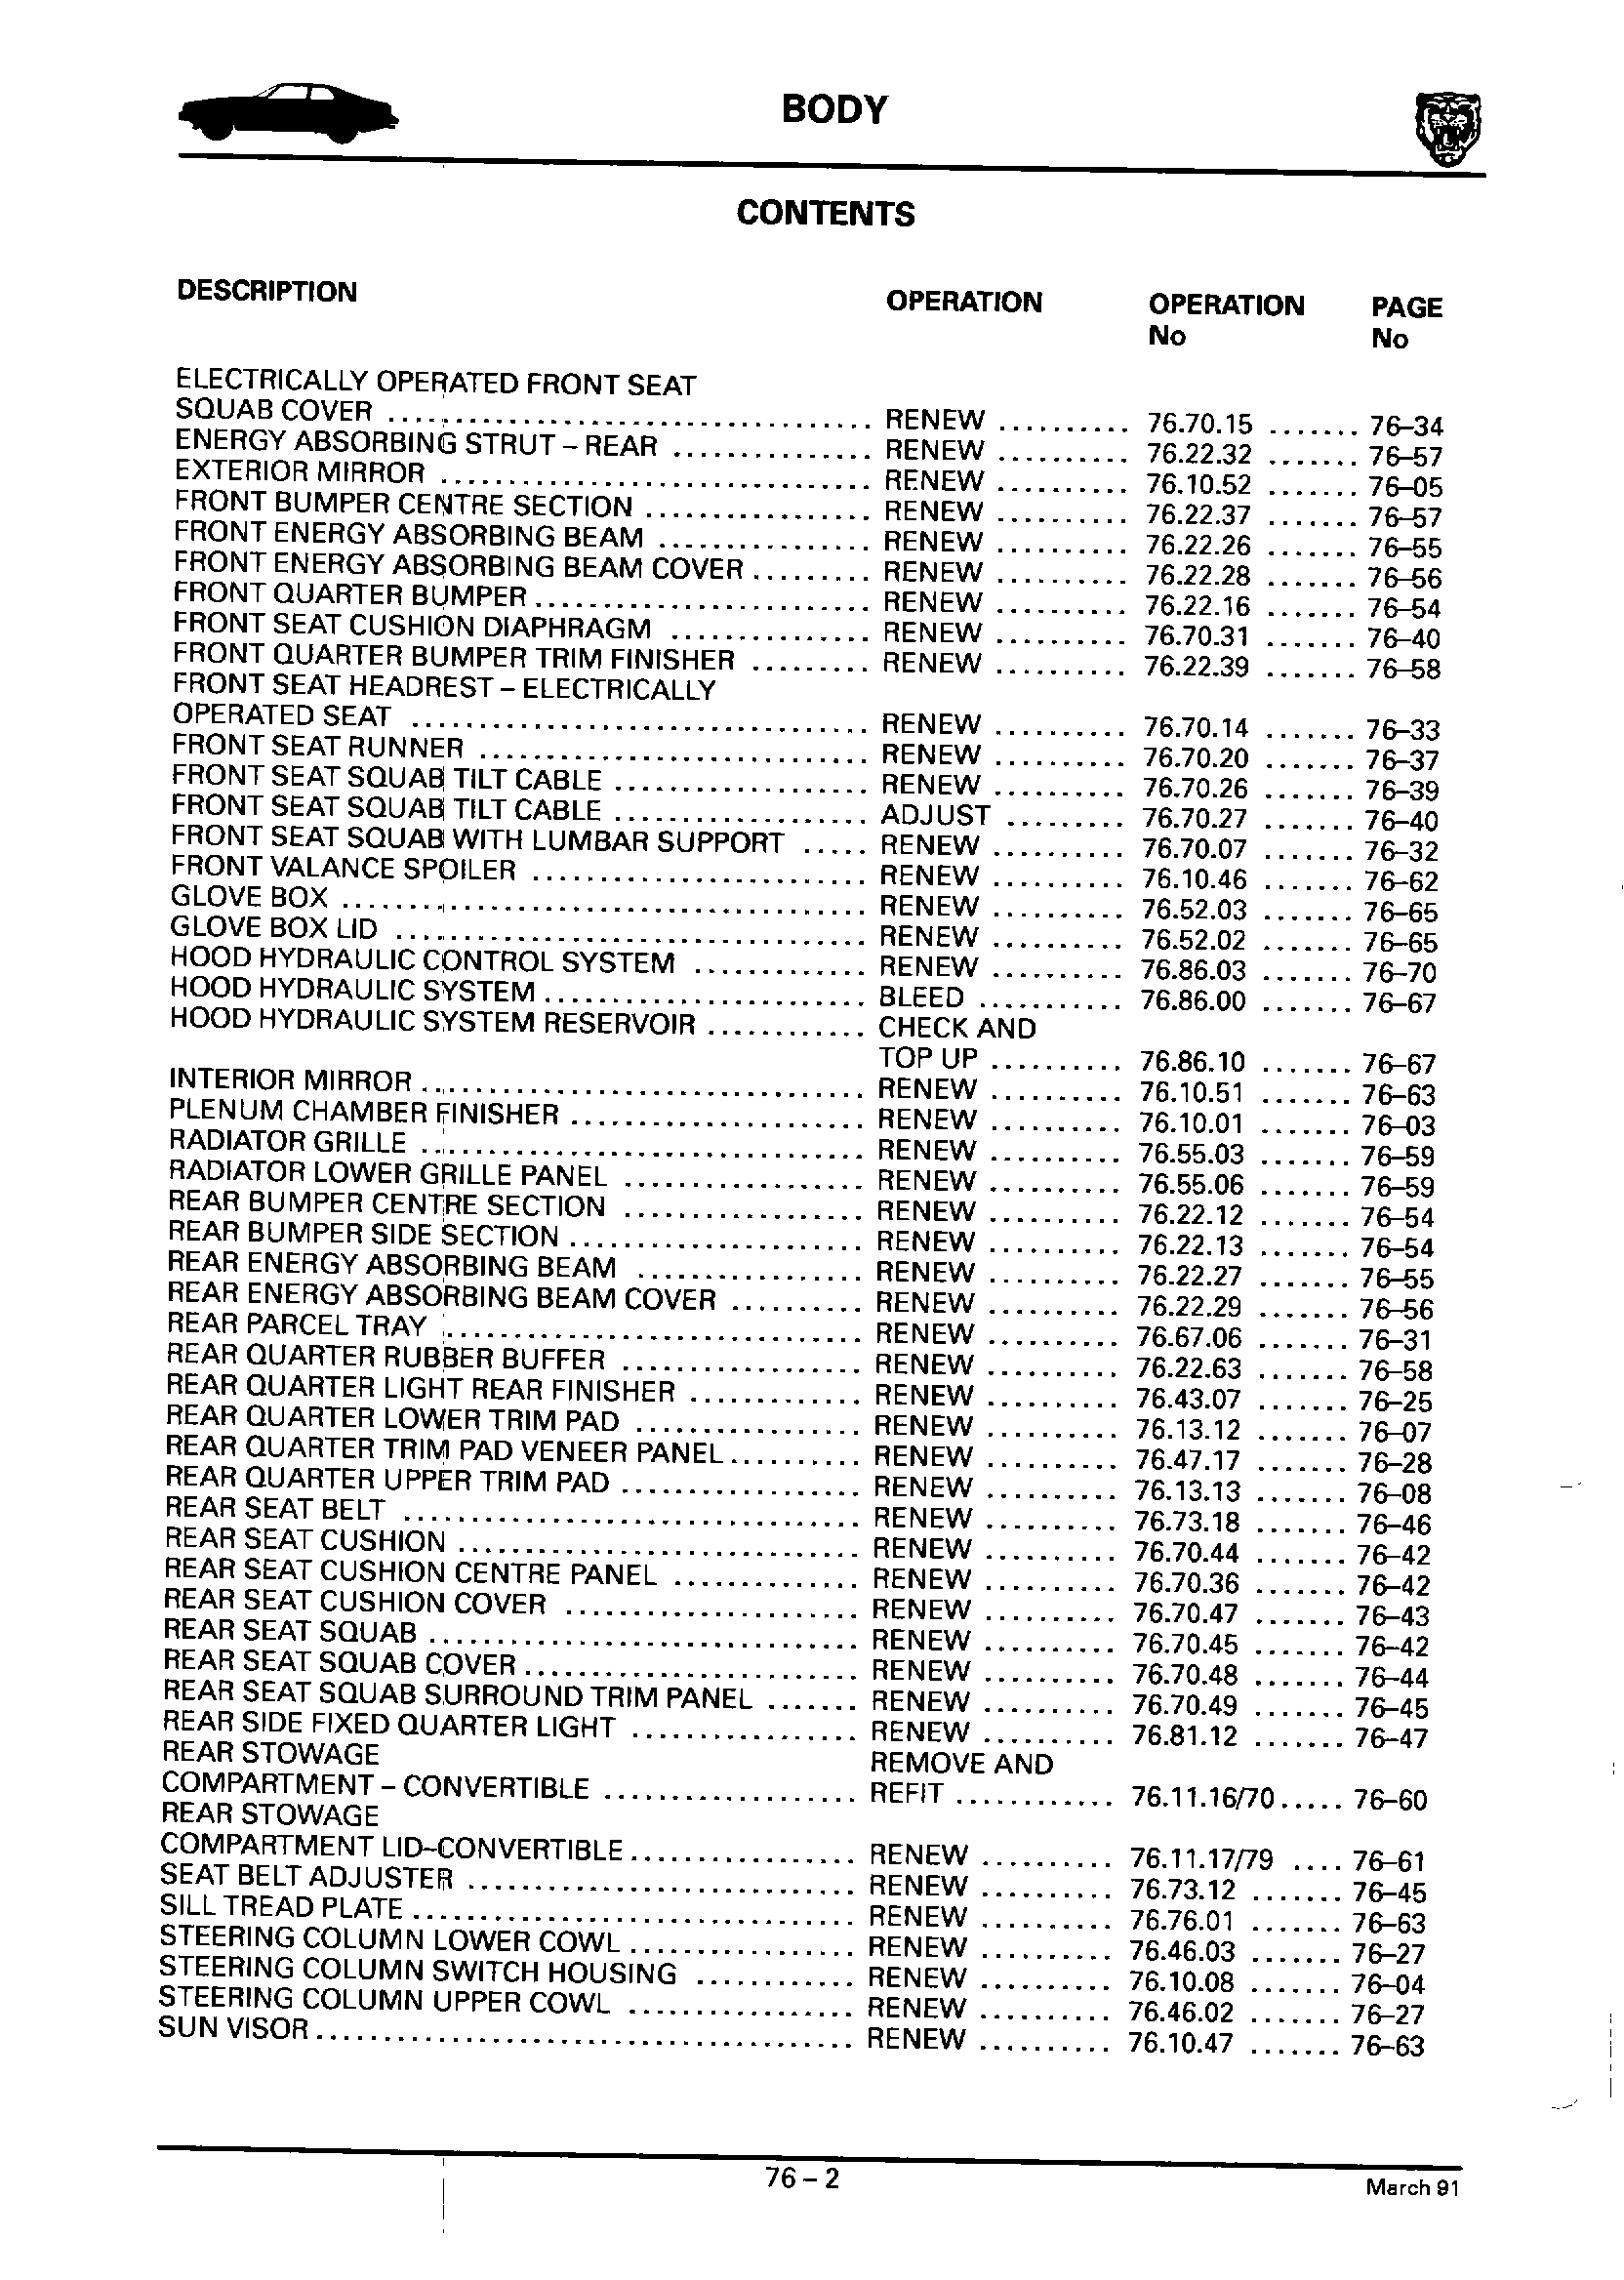 BODY
CONTENTS
DESCRIPTION OPERATION OPERATION No PAGE No
ELECTRICALLY OPERATED FRONT SEAT
SQUAB COVER .................................... RENEW .......... 76.70.15 ....... 76–34
ENERGY ABSORBING STRUT – REAR ............... RENEW .......... 76.22.32 ....... 76–57
EXTERIOR MIRROR ................................ RENEW .......... 76.10.52 ....... 76–05
FRONT BUMPER CENTRE SECTION ................. RENEW .......... 76.22.37 ....... 76–57
FRONT ENERGY ABSORBING BEAM ................ RENEW .......... 76.22.26 ....... 76–55
FRONT ENERGY ABSORBING BEAM COVER ......... RENEW .......... 76.22.28 ....... 76–56
FRONT QUARTER BUMPER ......................... RENEW .......... 76.22.16 ....... 76–54
FRONT SEAT CUSHION DIAPHRAGM ............... RENEW .......... 76.70.31 ....... 76–40
FRONT QUARTER BUMPER TRIM FINISHER ......... RENEW .......... 76.22.39 ....... 76–58
FRONT SEAT HEADREST – ELECTRICALLY
OPERATED SEAT .................................. RENEW .......... 76.70.14 ....... 76–33
FRONT SEAT RUNNER ............................. RENEW .......... 76.70.20 ....... 76–37
FRONT SEAT SQUAB TILT CABLE ................... RENEW .......... 76.70.26 ....... 76–39
FRONT SEAT SQUAB TILT CABLE ................... ADJUST ......... 76.70.27 ....... 76–40
FRONT SEAT SQUAB WITH LUMBAR SUPPORT ..... RENEW .......... 76.70.07 ....... 76–32
FRONT VALANCE SPOILER ......................... RENEW .......... 76.10.46 ....... 76–62
GLOVE BOX ....................................... RENEW .......... 76.52.03 ....... 76–65
GLOVE BOX LID ................................... RENEW .......... 76.52.02 ....... 76–65
HOOD HYDRAULIC CONTROL SYSTEM ............. RENEW .......... 76.86.03 ....... 76–70
HOOD HYDRAULIC SYSTEM ........................ BLEED ........... 76.86.00 ....... 76–67
HOOD HYDRAULIC SYSTEM RESERVOIR ............ CHECK AND
TOP UP .......... 76.86.10 ....... 76–67
INTERIOR MIRROR ................................. RENEW .......... 76.10.51 ....... 76–63
PLENUM CHAMBER FINISHER ...................... RENEW .......... 76.10.01 ....... 76–03
RADIATOR GRILLE ................................. RENEW .......... 76.55.03 ....... 76–59
RADIATOR LOWER GRILLE PANEL .................. RENEW .......... 76.55.06 ....... 76–59
REAR BUMPER CENTRE SECTION .................. RENEW .......... 76.22.12 ....... 76–54
REAR BUMPER SIDE SECTION ...................... RENEW .......... 76.22.13 ....... 76–54
REAR ENERGY ABSORBING BEAM ................. RENEW .......... 76.22.27 ....... 76–55
REAR ENERGY ABSORBING BEAM COVER .......... RENEW .......... 76.22.29 ....... 76–56
REAR PARCEL TRAY ............................... RENEW .......... 76.67.06 ....... 76–31
REAR QUARTER RUBBER BUFFER .................. RENEW .......... 76.22.63 ....... 76–58
REAR QUARTER LIGHT REAR FINISHER ............. RENEW .......... 76.43.07 ....... 76–25
REAR QUARTER LOWER TRIM PAD ................. RENEW .......... 76.13.12 ....... 76–07
REAR QUARTER TRIM PAD VENEER PANEL .......... RENEW .......... 76.47.17 ....... 76–28
REAR QUARTER UPPER TRIM PAD .................. RENEW .......... 76.13.13 ....... 76–08
REAR SEAT BELT .................................. RENEW .......... 76.73.18 ....... 76–46
REAR SEAT CUSHION .............................. RENEW .......... 76.70.44 ....... 76–42
REAR SEAT CUSHION CENTRE PANEL .............. RENEW .......... 76.70.36 ....... 76–42
REAR SEAT CUSHION COVER ...................... RENEW .......... 76.70.47 ....... 76–43
REAR SEAT SQUAB ................................ RENEW .......... 76.70.45 ....... 76–42
REAR SEAT SQUAB COVER ......................... RENEW .......... 76.70.48 ....... 76–44
REAR SEAT SQUAB SURROUND TRIM PANEL ....... RENEW .......... 76.70.49 ....... 76–45
REAR SIDE FIXED QUARTER LIGHT ................. RENEW .......... 76.81.12 ....... 76–47
REAR STOWAGE REMOVE AND
COMPARTMENT – CONVERTIBLE ................... REFIT ............ 76.11.16/70 ..... 76–60
REAR STOWAGE
COMPARTMENT LID–CONVERTIBLE ................. RENEW .......... 76.11.17/79 .... 76–61
SEAT BELT ADJUSTER ............................. RENEW .......... 76.73.12 ....... 76–45
SILL TREAD PLATE ................................. RENEW .......... 76.76.01 ....... 76–63
STEERING COLUMN LOWER COWL ................. RENEW .......... 76.46.03 ....... 76–27
STEERING COLUMN SWITCH HOUSING ............ RENEW .......... 76.10.08 ....... 76–04
STEERING COLUMN UPPER COWL ................. RENEW .......... 76.46.02 ....... 76–27
SUN VISOR ........................................ RENEW .......... 76.10.47 ....... 76–63
76 – 2
March 91